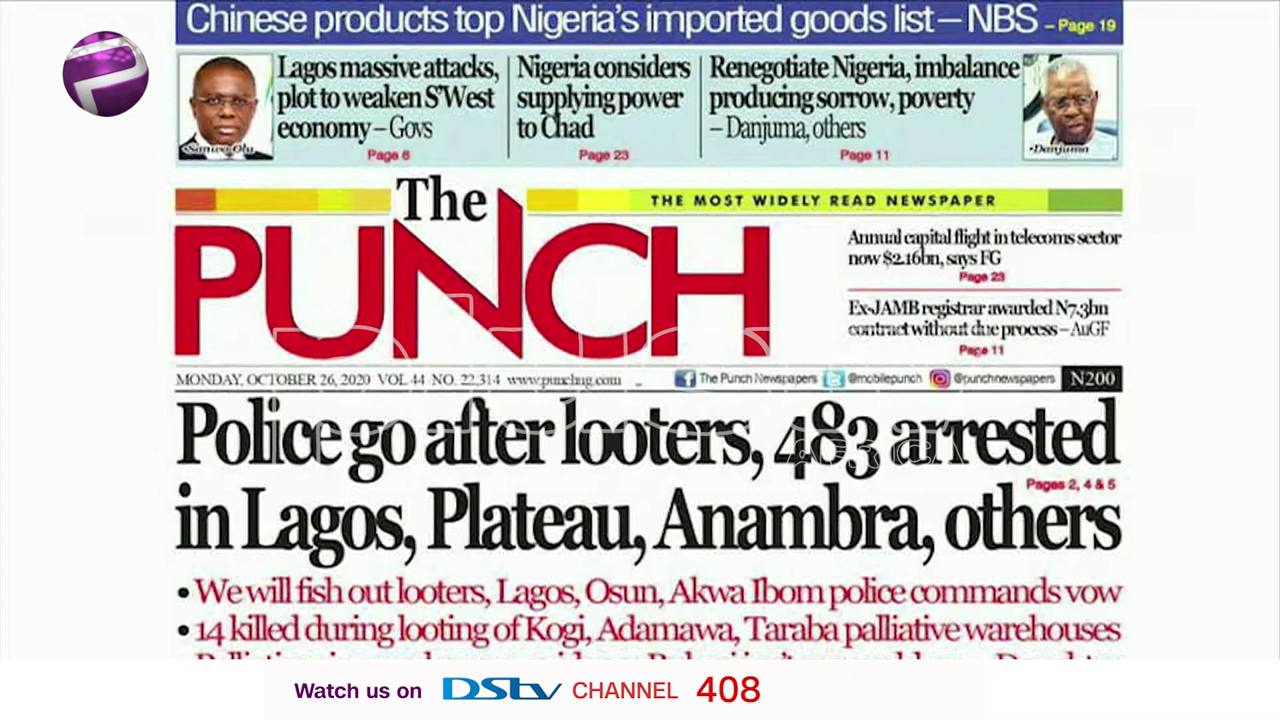 Chinese products top Nigeria's imported goods list – NBS – Page 19
Lagos massive attacks,
plot to weaken S'West
economy – Govs
Page 6
Nigeria considers
supplying power
to Chad
Page 23
Renegotiate Nigeria, imbalance
producing sorrow, poverty
– Danjuma, others
Page 11
•Sanwo-Olu
•Danjuma
The
PUNCH
THE MOST WIDELY READ NEWSPAPER
Annual capital flight in telecoms sector
now $2.16bn, says FG
Page 23
Ex-JAMB registrar awarded N7.3bn
contract without due process – AuGF
Page 11
MONDAY, OCTOBER 26, 2020 VOL 44 NO. 22,314 www.punchng.com
The Punch Newspapers @mobilepunch @punchnewspapers N200
Police go after looters, 483 arrested
Pages 2, 4 & 5
in Lagos, Plateau, Anambra, others
• We will fish out looters, Lagos, Osun, Akwa Ibom police commands vow
• 14 killed during looting of Kogi, Adamawa, Taraba palliative warehouses
Watch us on DStv CHANNEL 408